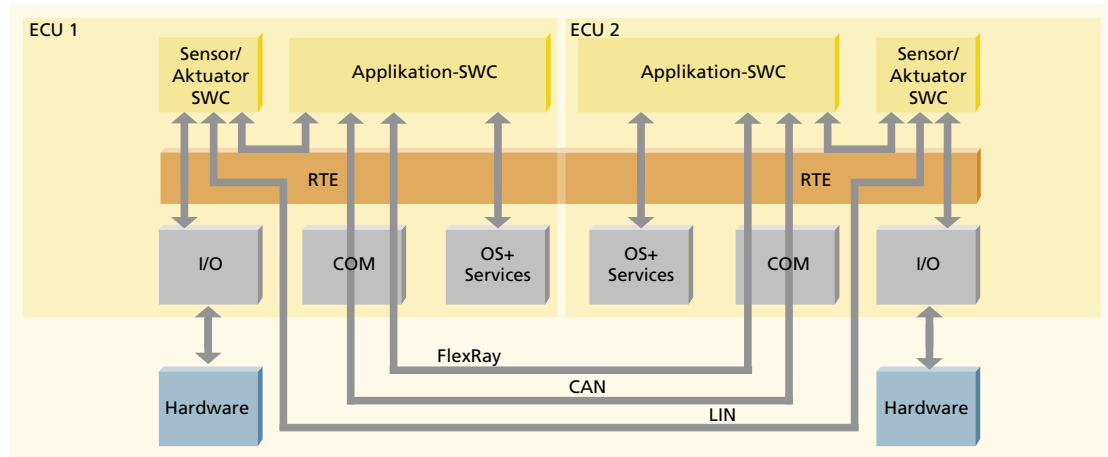 ECU 1
ECU 2
Sensor/
Aktuator
SWC
Applikation-SWC
Applikation-SWC
Sensor/
Aktuator
SWC
RTE
RTE
I/O
COM
OS+
Services
OS+
Services
COM
I/O
FlexRay
CAN
LIN
Hardware
Hardware